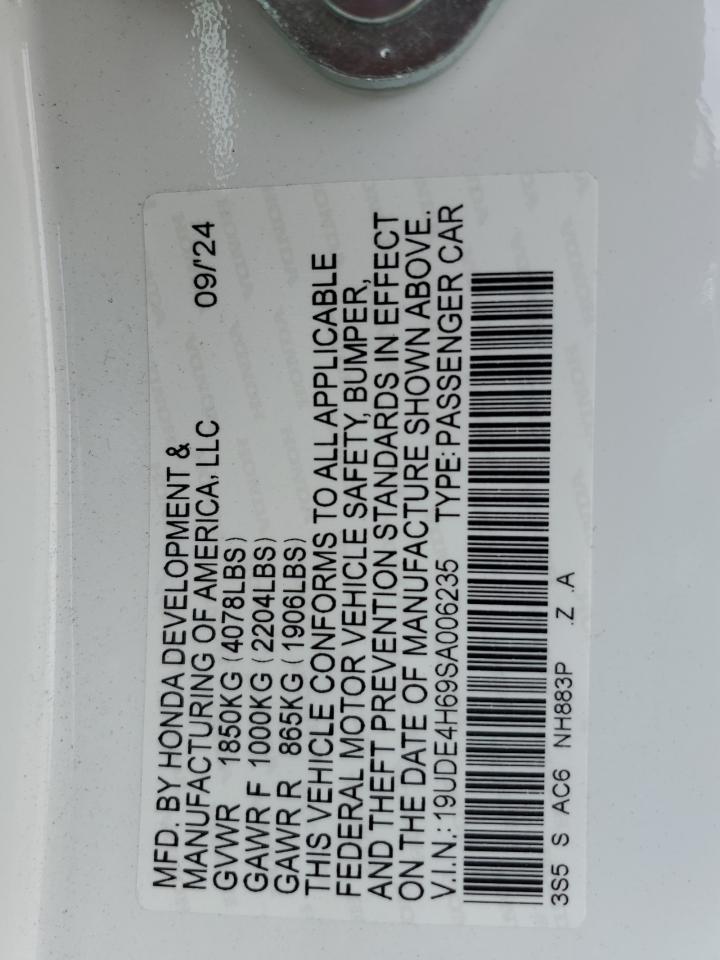 MFD. BY HONDA DEVELOPMENT &
MANUFACTURING OF AMERICA, LLC 09/'24
GVWR 1850KG (4078LBS)
GAWR F 1000KG (2204LBS)
GAWR R 865KG (1906LBS)
THIS VEHICLE CONFORMS TO ALL APPLICABLE
FEDERAL MOTOR VEHICLE SAFETY, BUMPER,
AND THEFT PREVENTION STANDARDS IN EFFECT
ON THE DATE OF MANUFACTURE SHOWN ABOVE.
V.I.N.: 19UDE4H69SA006235 TYPE: PASSENGER CAR
3S5 S AC6 NH883P .Z .A